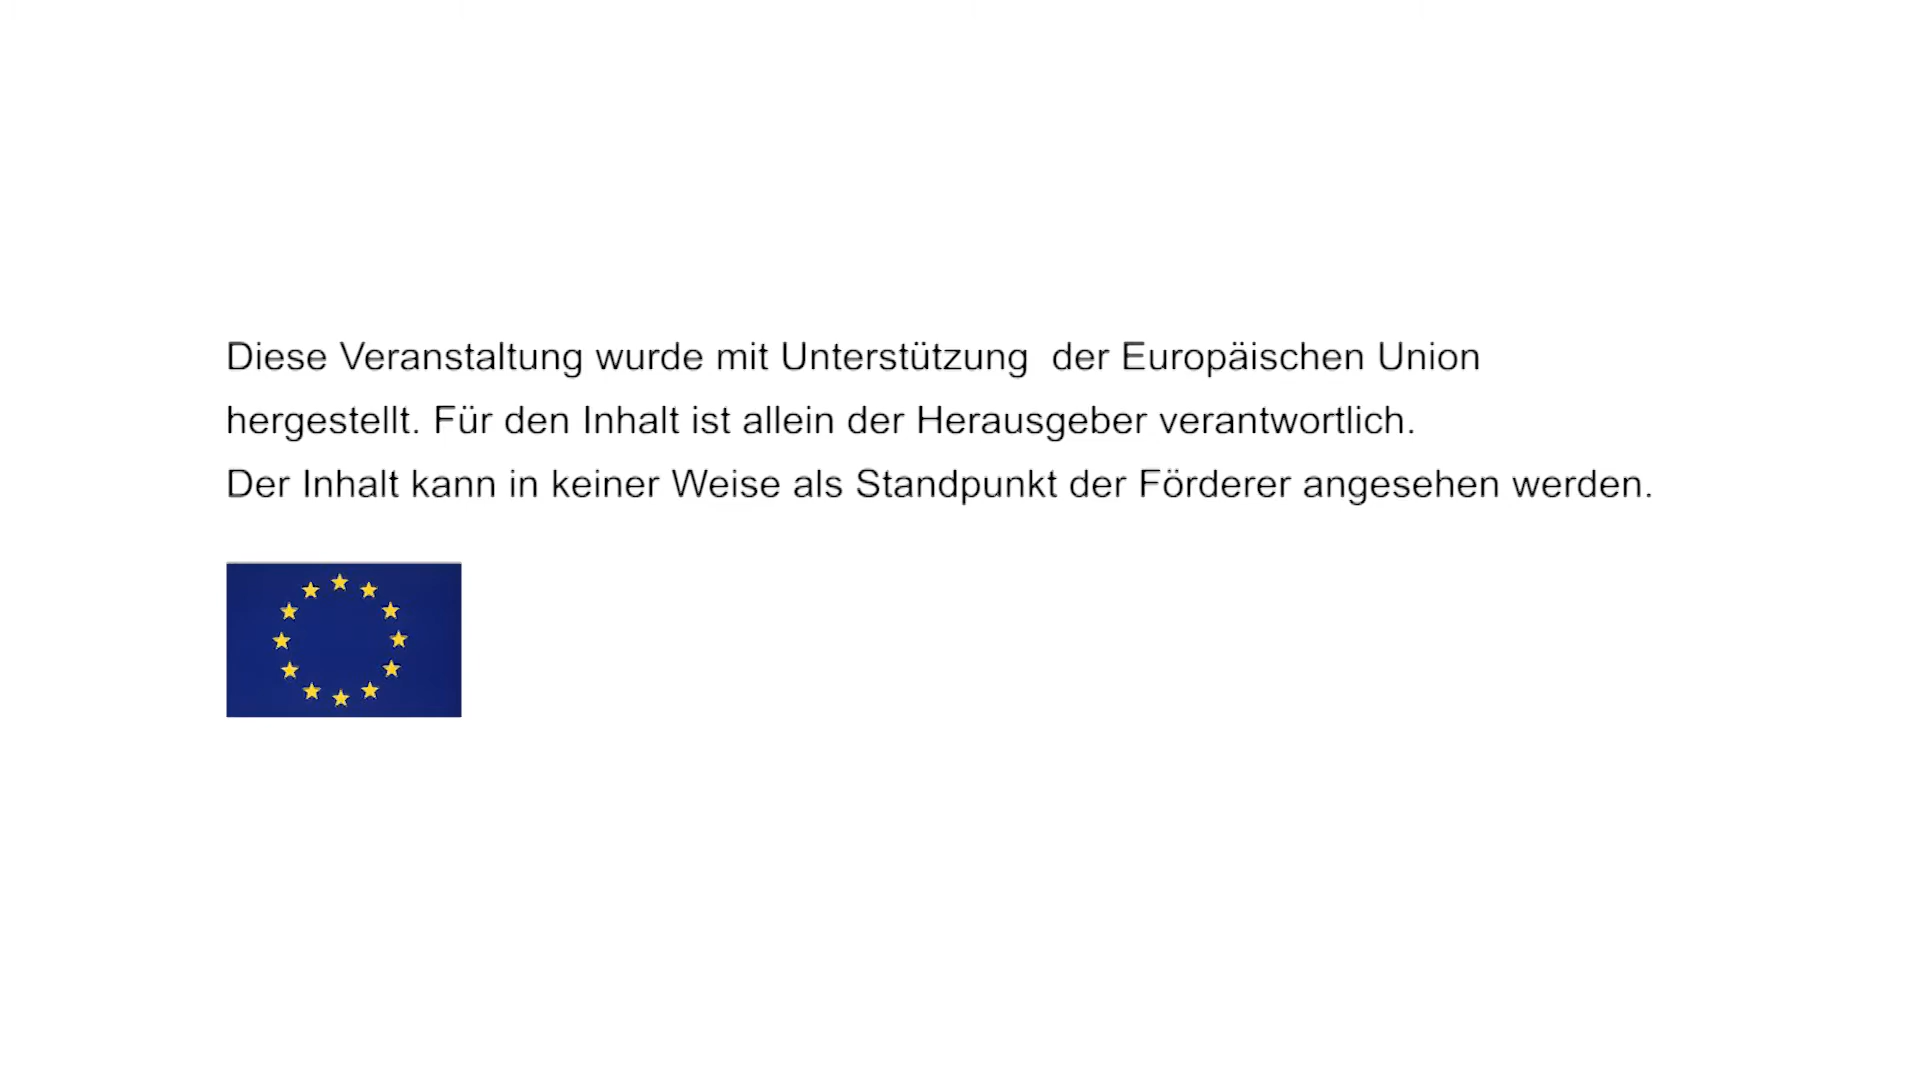 Diese Veranstaltung wurde mit Unterstützung  der Europäischen Union
hergestellt. Für den Inhalt ist allein der Herausgeber verantwortlich.
Der Inhalt kann in keiner Weise als Standpunkt der Förderer angesehen werden.